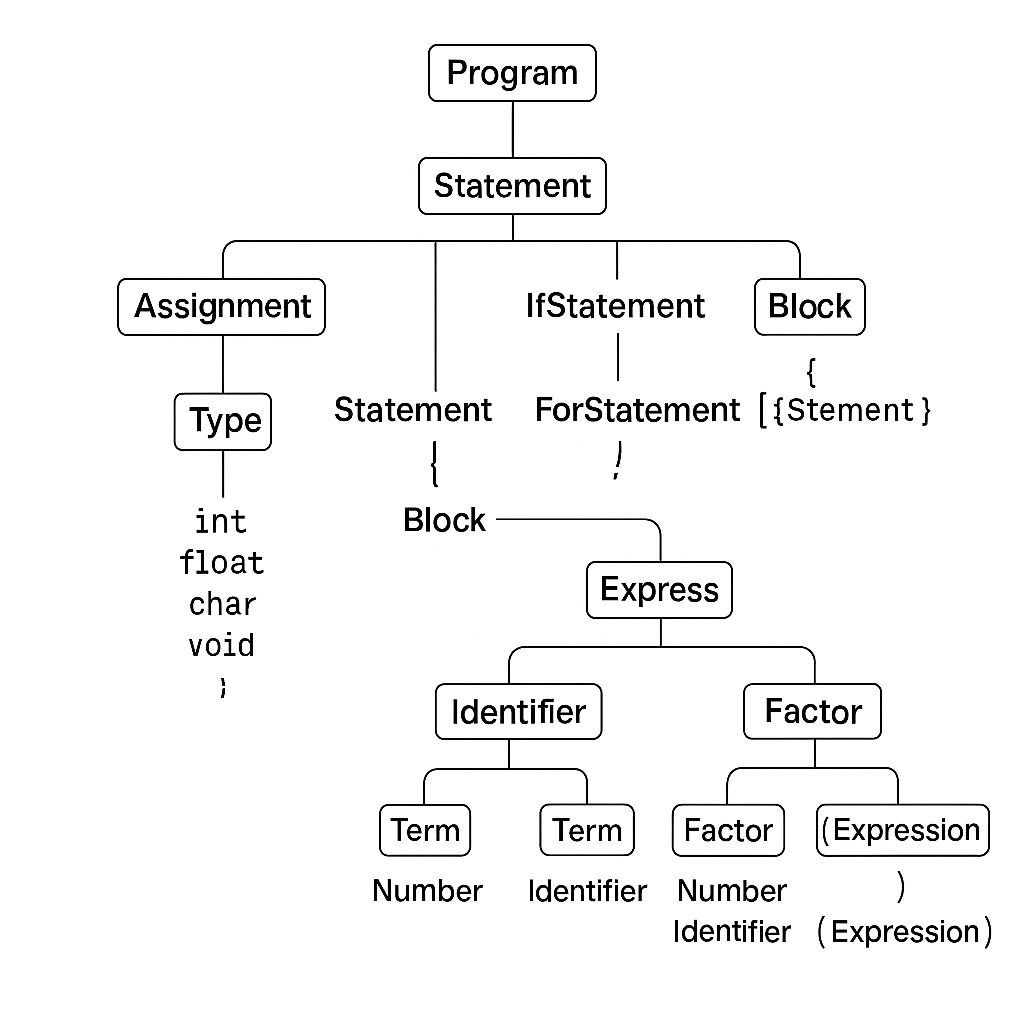 Program
Statement
Assignment
IfStatement
Block
{
Type
Statement
ForStatement
[{Stement}
{
)
int
Block
float
Express
char
void
}
Identifier
Factor
Term
Term
Factor
(Expression
Number
Identifier
Number
)
Identifier
(Expression)